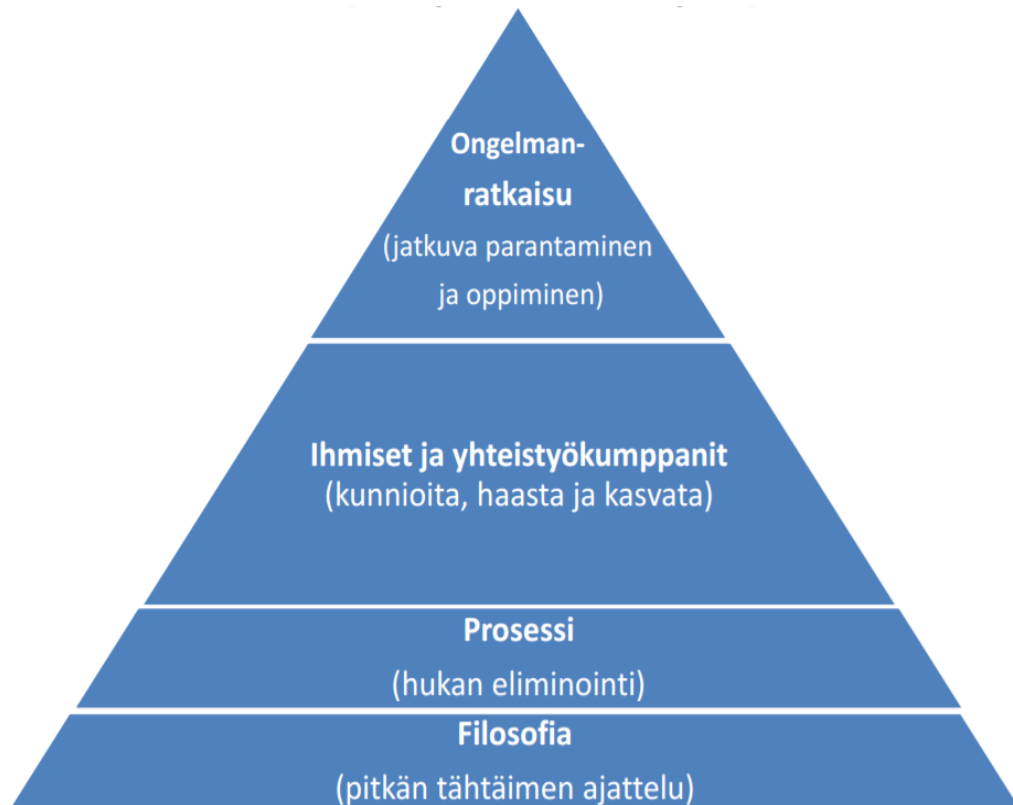 Ongelman-
ratkaisu
(jatkuva parantaminen
ja oppiminen)
Ihmiset ja yhteistyökumppanit
(kunnioita, haasta ja kasvata)
Prosessi
(hukan eliminointi)
Filosofia
(pitkän tähtäimen ajattelu)